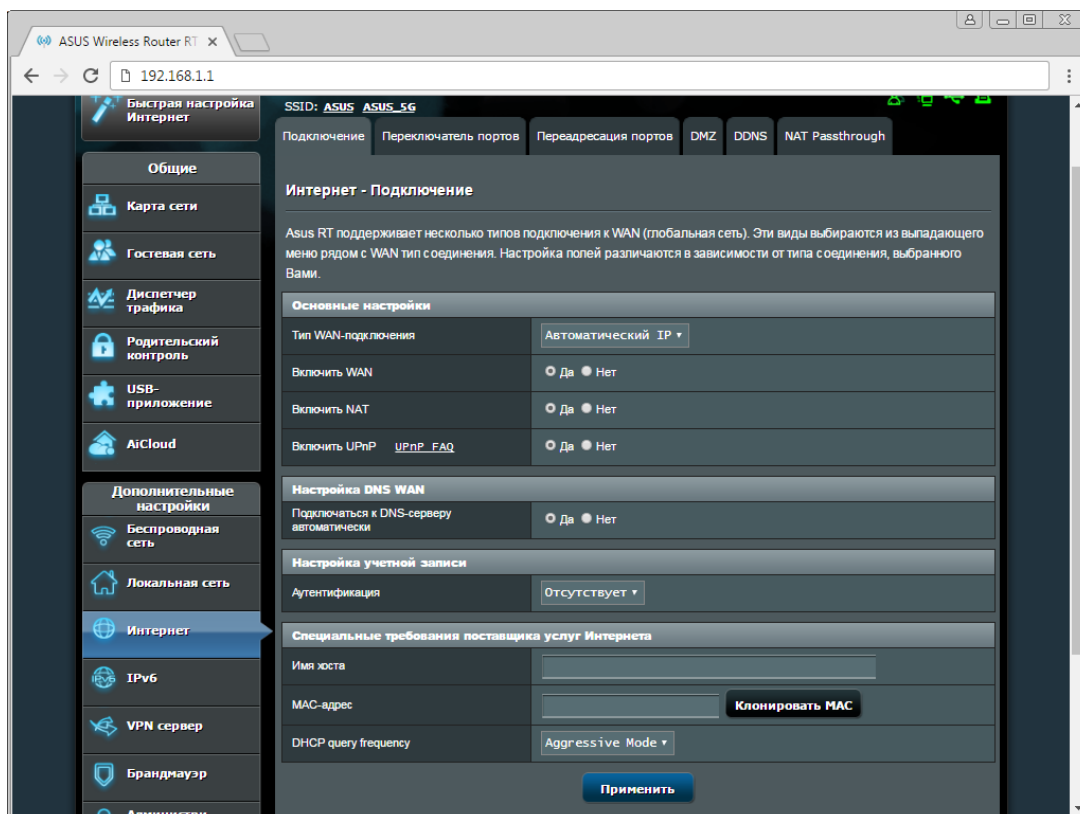 ASUS Wireless Router RT
192.168.1.1
Быстрая настройка
Интернет
Общие
Карта сети
Гостевая сеть
Диспетчер
трафика
Родительский
контроль
USB-
приложение
AiCloud
Дополнительные
настройки
Беспроводная
сеть
Локальная сеть
Интернет
IPv6
VPN сервер
Брандмауэр
SSID: ASUS ASUS_5G
Подключение Переключатель портов Переадресация портов DMZ DDNS NAT Passthrough
Интернет - Подключение
Asus RT поддерживает несколько типов подключения к WAN (глобальная сеть). Эти виды выбираются из выпадающего
меню рядом с WAN тип соединения. Настройка полей различаются в зависимости от типа соединения, выбранного
Вами.
Основные настройки
Тип WAN-подключения Автоматический IP
Включить WAN Да Нет
Включить NAT Да Нет
Включить UPnP UPnP FAQ Да Нет
Настройка DNS WAN
Подключаться к DNS-серверу
автоматически Да Нет
Настройка учетной записи
Аутентификация Отсутствует
Специальные требования поставщика услуг Интернета
Имя хоста
MAC-адрес Клонировать MAC
DHCP query frequency Aggressive Mode
Применить